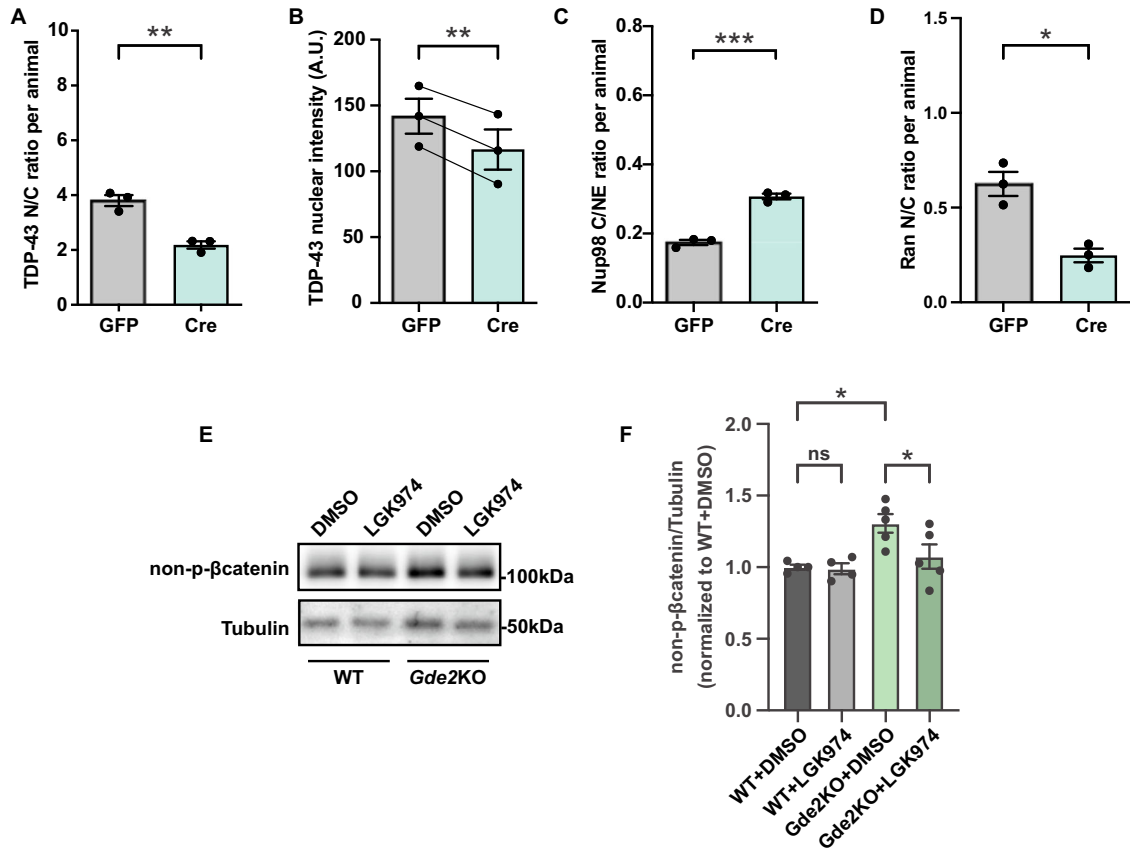 A
TDP-43 N/C ratio per animal
10
8
6
4
2
0
**
GFP
Cre
B
TDP-43 nuclear intensity (A.U.)
200
150
100
50
0
**
GFP
Cre
C
Nup98 C/NE ratio per animal
0.8
0.6
0.4
0.2
0.0
***
GFP
Cre
D
Ran N/C ratio per animal
1.5
1.0
0.5
0.0
*
GFP
Cre
E
DMSO
LGK974
DMSO
LGK974
non-p-βcatenin
-100kDa
Tubulin
-50kDa
WT
Gde2KO
F
non-p-βcatenin/Tubulin
(normalized to WT+DMSO)
2.0
1.5
1.0
0.5
0.0
*
ns
*
WT+DMSO
WT+LGK974
Gde2KO+DMSO
Gde2KO+LGK974